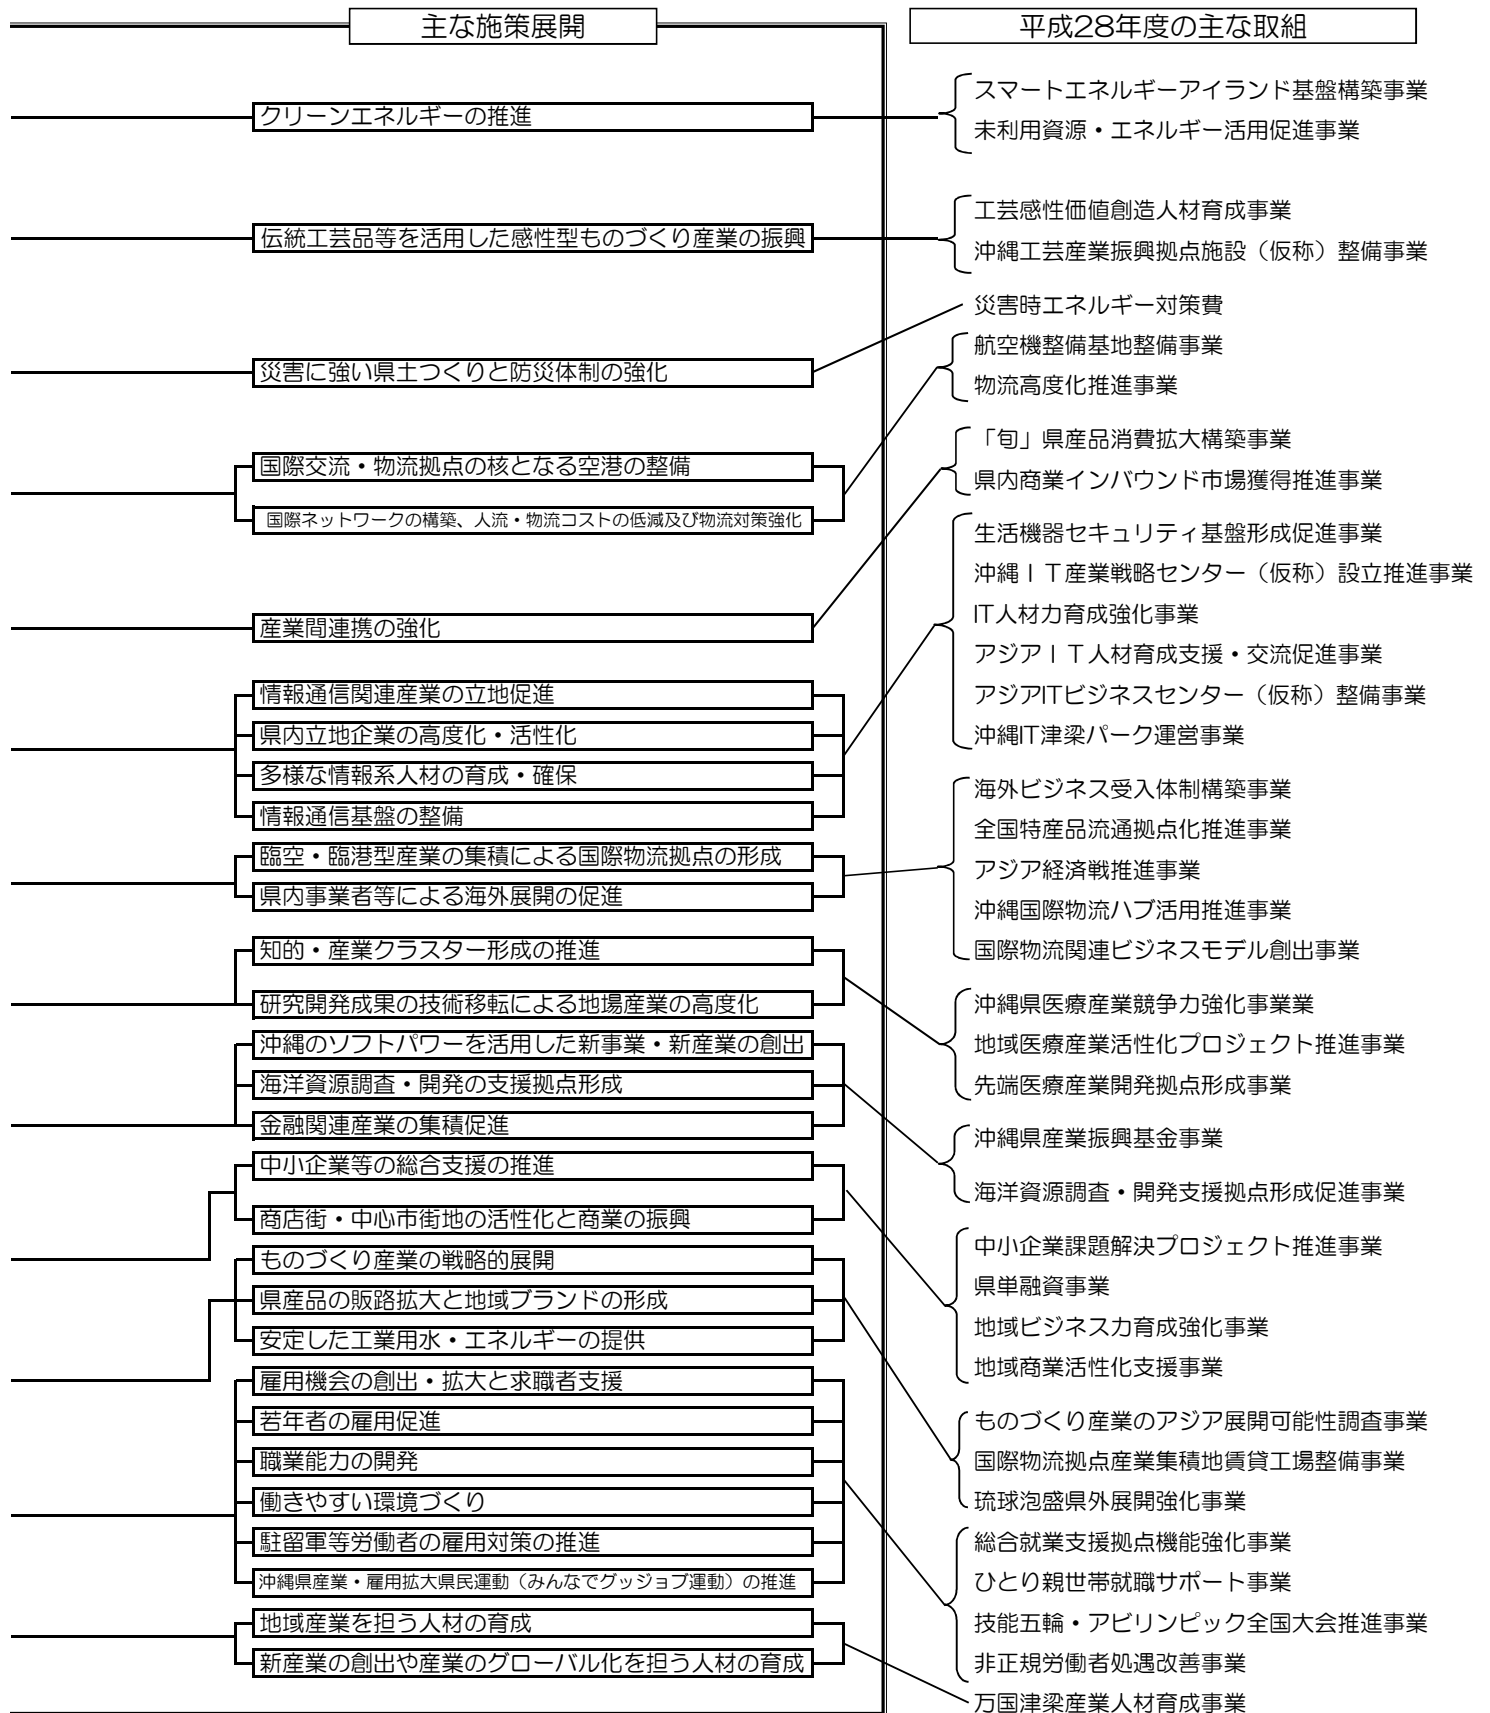 主な施策展開
平成28年度の主な取組
クリーンエネルギーの推進
スマートエネルギーアイランド基盤構築事業
未利用資源・エネルギー活用促進事業
伝統工芸品等を活用した感性型ものづくり産業の振興
工芸感性価値創造人材育成事業
沖縄工芸産業振興拠点施設（仮称）整備事業
災害に強い県土つくりと防災体制の強化
災害時エネルギー対策費
国際交流・物流拠点の核となる空港の整備
国際ネットワークの構築、人流・物流コストの低減及び物流対策強化
航空機整備基地整備事業
物流高度化推進事業
産業間連携の強化
「旬」県産品消費拡大構築事業
県内商業インバウンド市場獲得推進事業
情報通信関連産業の立地促進
県内立地企業の高度化・活性化
多様な情報系人材の育成・確保
情報通信基盤の整備
生活機器セキュリティ基盤形成促進事業
沖縄ＩＴ産業戦略センター（仮称）設立推進事業
IT人材力育成強化事業
アジアＩＴ人材育成支援・交流促進事業
アジアITビジネスセンター（仮称）整備事業
沖縄IT津梁パーク運営事業
臨空・臨港型産業の集積による国際物流拠点の形成
県内事業者等による海外展開の促進
海外ビジネス受入体制構築事業
全国特産品流通拠点化推進事業
アジア経済戦推進事業
沖縄国際物流ハブ活用推進事業
国際物流関連ビジネスモデル創出事業
知的・産業クラスター形成の推進
研究開発成果の技術移転による地場産業の高度化
沖縄県医療産業競争力強化事業業
地域医療産業活性化プロジェクト推進事業
先端医療産業開発拠点形成事業
沖縄のソフトパワーを活用した新事業・新産業の創出
海洋資源調査・開発の支援拠点形成
金融関連産業の集積促進
沖縄県産業振興基金事業
海洋資源調査・開発支援拠点形成促進事業
中小企業等の総合支援の推進
商店街・中心市街地の活性化と商業の振興
中小企業課題解決プロジェクト推進事業
県単融資事業
地域ビジネス力育成強化事業
地域商業活性化支援事業
ものづくり産業の戦略的展開
県産品の販路拡大と地域ブランドの形成
安定した工業用水・エネルギーの提供
ものづくり産業のアジア展開可能性調査事業
国際物流拠点産業集積地賃貸工場整備事業
琉球泡盛県外展開強化事業
雇用機会の創出・拡大と求職者支援
若年者の雇用促進
職業能力の開発
働きやすい環境づくり
駐留軍等労働者の雇用対策の推進
沖縄県産業・雇用拡大県民運動（みんなでグッジョブ運動）の推進
総合就業支援拠点機能強化事業
ひとり親世帯就職サポート事業
技能五輪・アビリンピック全国大会推進事業
非正規労働者処遇改善事業
地域産業を担う人材の育成
新産業の創出や産業のグローバル化を担う人材の育成
万国津梁産業人材育成事業